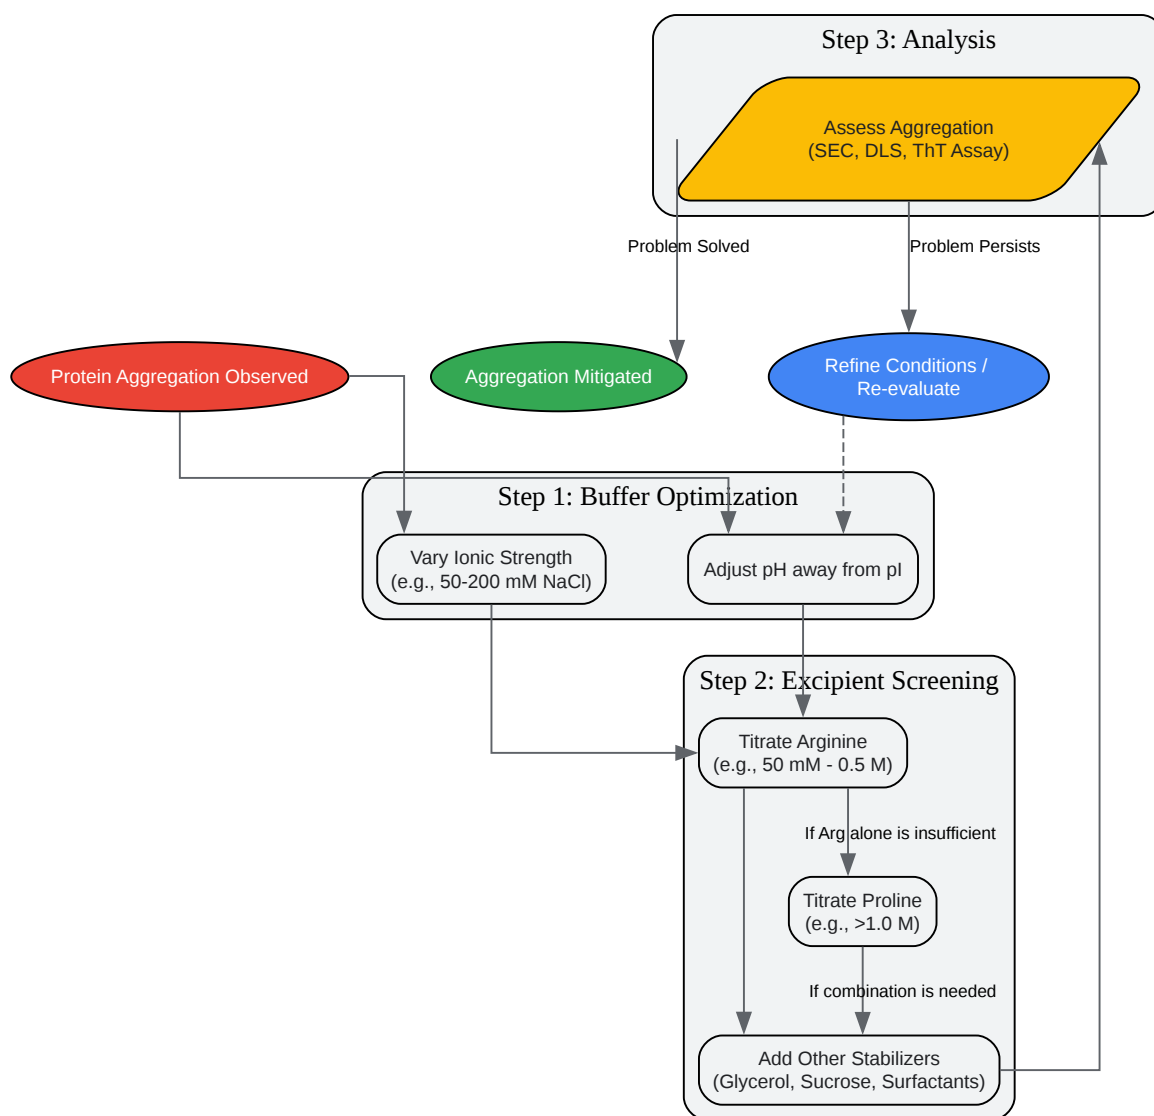 Step 3: Analysis
Assess Aggregation
(SEC, DLS, ThT Assay)
Problem Solved
Problem Persists
Protein Aggregation Observed
Aggregation Mitigated
Refine Conditions /
Re-evaluate
Step 1: Buffer Optimization
Vary Ionic Strength
(e.g., 50-200 mM NaCl)
Adjust pH away from pI
Step 2: Excipient Screening
Titrate Arginine
(e.g., 50 mM - 0.5 M)
If Arg alone is insufficient
Titrate Proline
(e.g., >1.0 M)
If combination is needed
Add Other Stabilizers
(Glycerol, Sucrose, Surfactants)